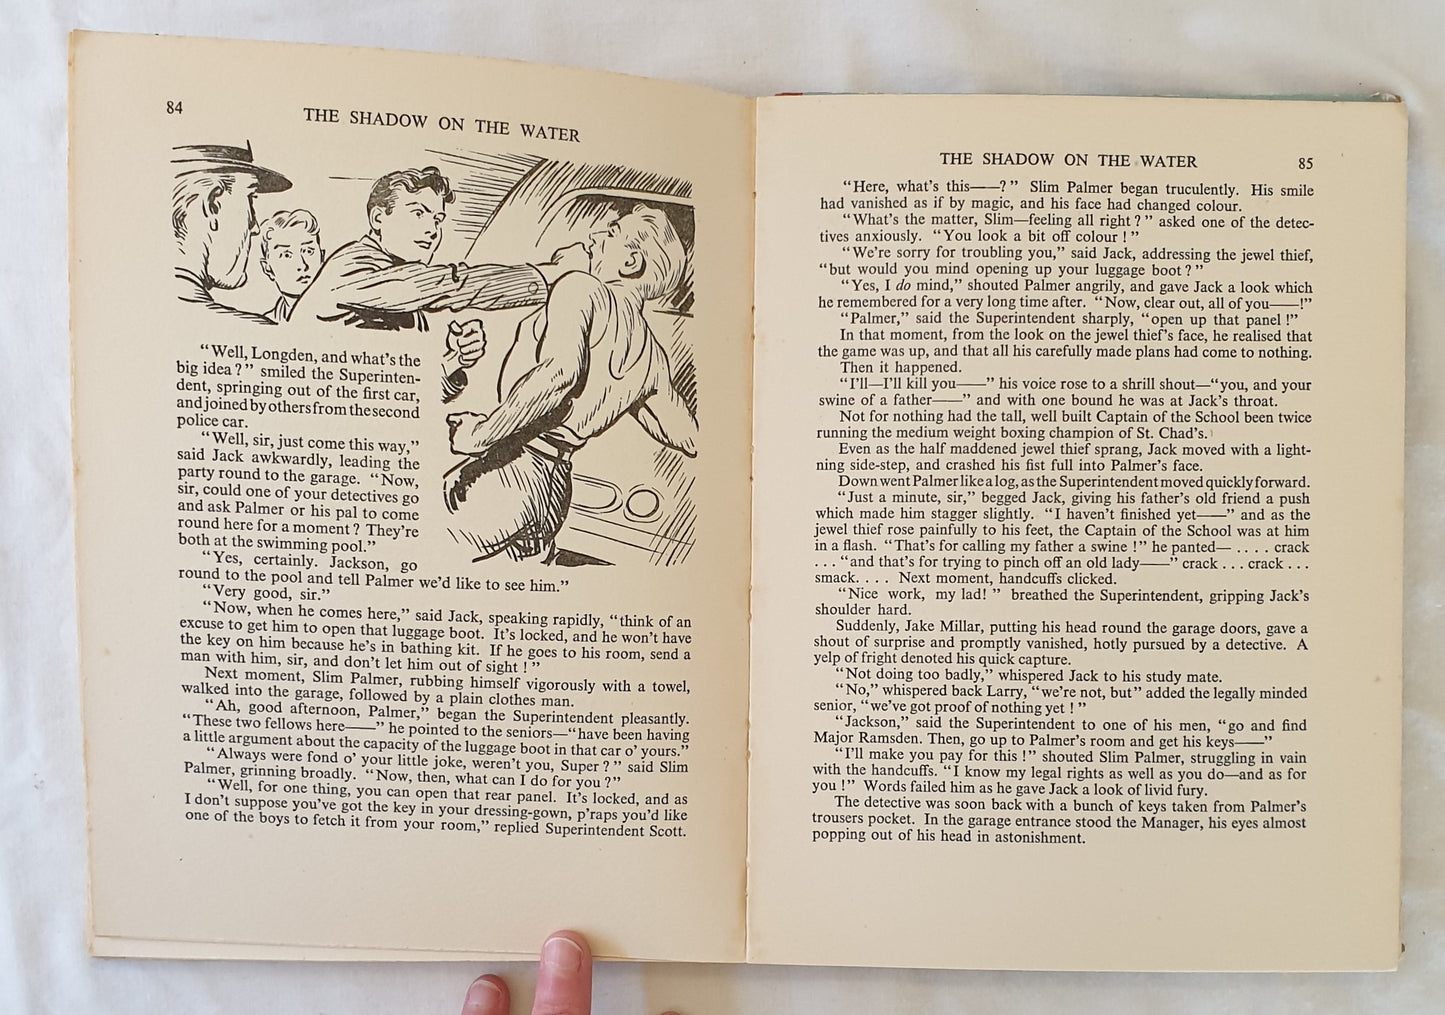 84
THE SHADOW ON THE WATER
“Well, Longden, and what's the
big idea?” smiled the Superinten-
dent, springing out of the first car,
and joined by others from the second
police car.
“Well, sir, just come this way,”
said Jack awkwardly, leading the
party round to the garage. “Now,
sir, could one of your detectives go
and ask Palmer or his pal to come
round here for a moment? They're
both at the swimming pool.”
“Yes, certainly. Jackson, go
round to the pool and tell Palmer we'd like to see him.”
“Very good, sir.”
“Now, when he comes here,” said Jack, speaking rapidly, “think of an
excuse to get him to open that luggage boot. It's locked, and he won't have
the key on him because he's in bathing kit. If he goes to his room, send a
man with him, sir, and don't let him out of sight!”
Next moment, Slim Palmer, rubbing himself vigorously with a towel,
walked into the garage, followed by a plain clothes man.
“Ah, good afternoon, Palmer,” began the Superintendent pleasantly.
“These two fellows here——” he pointed to the seniors—“have been having
a little argument about the capacity of the luggage boot in that car o' yours.”
“Always were fond o' your little joke, weren't you, Super?” said Slim
Palmer, grinning broadly. “Now, then, what can I do for you?”
“Well, for one thing, you can open that rear panel. It's locked, and as
I don't suppose you've got the key in your dressing-gown, p'raps you'd like
one of the boys to fetch it from your room,” replied Superintendent Scott.
THE SHADOW ON THE WATER
85
“Here, what's this——?” Slim Palmer began truculently. His smile
had vanished as if by magic, and his face had changed colour.
“What's the matter, Slim—feeling all right?” asked one of the detec-
tives anxiously. “You look a bit off colour!”
“We're sorry for troubling you,” said Jack, addressing the jewel thief,
“but would you mind opening up your luggage boot?”
“Yes, I do mind,” shouted Palmer angrily, and gave Jack a look which
he remembered for a very long time after. “Now, clear out, all of you——!”
“Palmer,” said the Superintendent sharply, “open up that panel!”
In that moment, from the look on the jewel thief's face, he realised that
the game was up, and that all his carefully made plans had come to nothing.
Then it happened.
“I'll—I'll kill you——” his voice rose to a shrill shout—“you, and your
swine of a father——” and with one bound he was at Jack's throat.
Not for nothing had the tall, well built Captain of the School been twice
running the medium weight boxing champion of St. Chad's.
Even as the half maddened jewel thief sprang, Jack moved with a light-
ning side-step, and crashed his fist full into Palmer's face.
Down went Palmer like a log, as the Superintendent moved quickly forward.
“Just a minute, sir,” begged Jack, giving his father's old friend a push
which made him stagger slightly. “I haven't finished yet——” and as the
jewel thief rose painfully to his feet, the Captain of the School was at him
in a flash. “That's for calling my father a swine!” he panted— .... crack
... “and that's for trying to pinch off an old lady——” crack ... crack ...
smack.... Next moment, handcuffs clicked.
“Nice work, my lad!” breathed the Superintendent, gripping Jack's
shoulder hard.
Suddenly, Jake Millar, putting his head round the garage doors, gave a
shout of surprise and promptly vanished, hotly pursued by a detective. A
yelp of fright denoted his quick capture.
“Not doing too badly,” whispered Jack to his study mate.
“No,” whispered back Larry, “we're not, but” added the legally minded
senior, “we've got proof of nothing yet!”
“Jackson,” said the Superintendent to one of his men, “go and find
Major Ramsden. Then, go up to Palmer's room and get his keys——”
“I'll make you pay for this!” shouted Slim Palmer, struggling in vain
with the handcuffs. “I know my legal rights as well as you do—and as for
you!” Words failed him as he gave Jack a look of livid fury.
The detective was soon back with a bunch of keys taken from Palmer's
trousers pocket. In the garage entrance stood the Manager, his eyes almost
popping out of his head in astonishment.